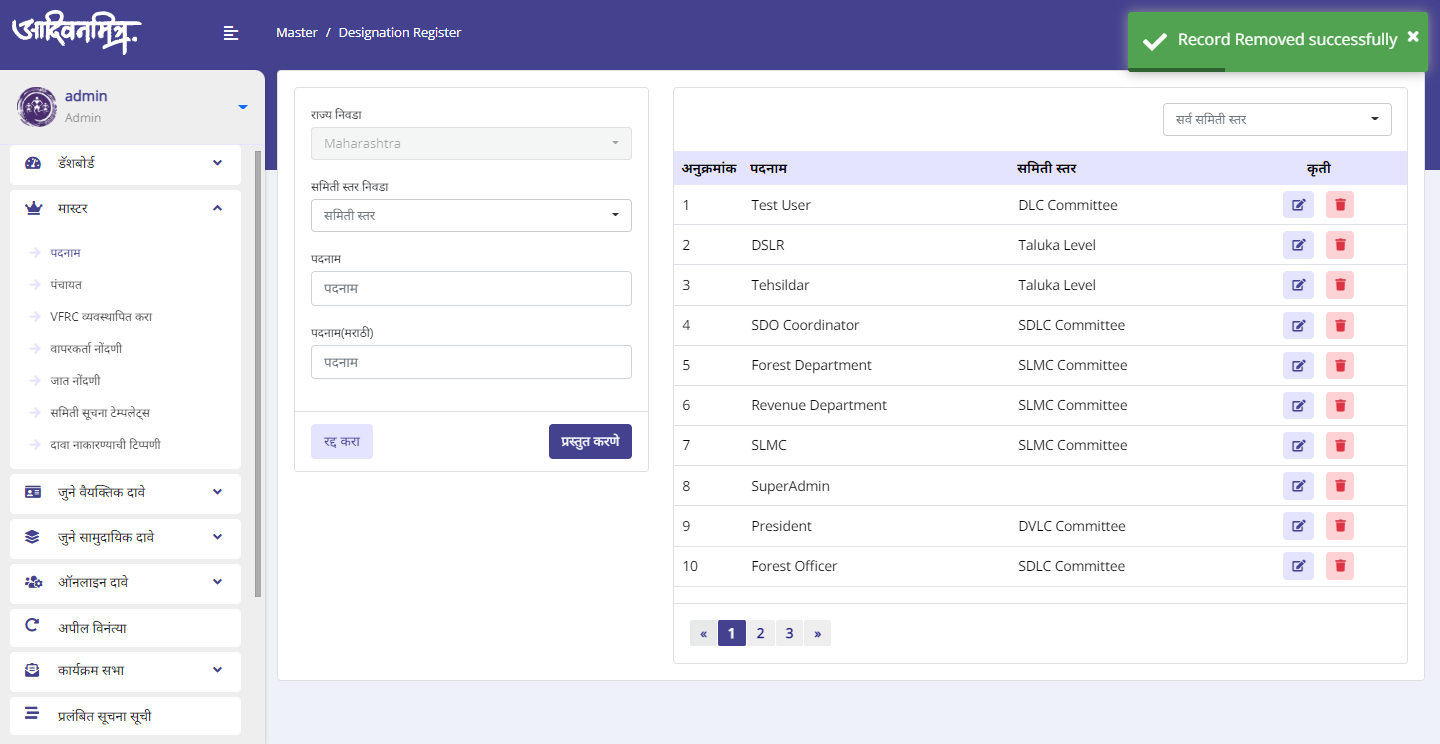 आदिवनमित्र
Master / Designation Register
Record Removed successfully
admin
Admin
डॅशबोर्ड
मास्टर
पदनाम
पंचायत
VFRC व्यवस्थापित करा
वापरकर्ता नोंदणी
जात नोंदणी
समिती सूचना टेम्पलेट्स
दावा नाकारण्याची टिप्पणी
जुने वैयक्तिक दावे
जुने सामुदायिक दावे
ऑनलाइन दावे
अपील विनंत्या
कार्यक्रम सभा
प्रलंबित सूचना सूची
राज्य निवडा
Maharashtra
समिती स्तर निवडा
समिती स्तर
पदनाम
पदनाम
पदनाम(मराठी)
पदनाम
रद्द करा प्रस्तुत करणे
सर्व समिती स्तर
अनुक्रमांक पदनाम समिती स्तर कृती
1 Test User DLC Committee
2 DSLR Taluka Level
3 Tehsildar Taluka Level
4 SDO Coordinator SDLC Committee
5 Forest Department SLMC Committee
6 Revenue Department SLMC Committee
7 SLMC SLMC Committee
8 SuperAdmin
9 President DVLC Committee
10 Forest Officer SDLC Committee
« 1 2 3 »